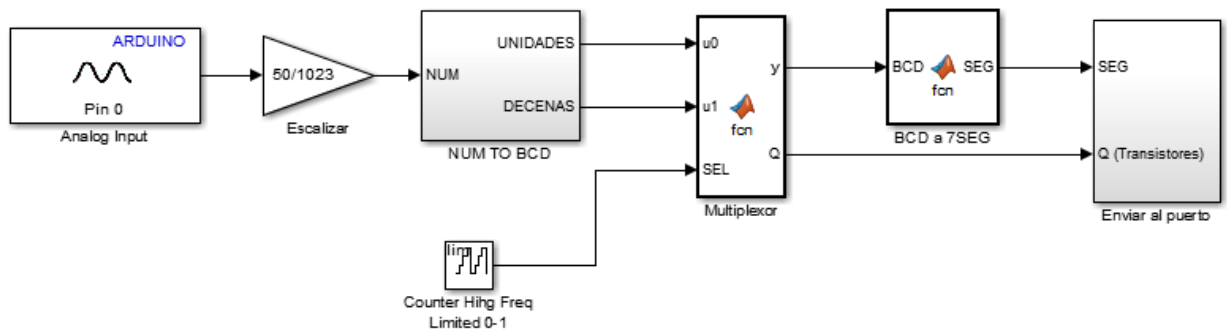 ARDUINO
Pin 0
Analog Input
50/1023
Escalizar
NUM
UNIDADES
DECENAS
NUM TO BCD
u0
u1
SEL
fcn
y
Q
Multiplexor
lim
Counter Hihg Freq
Limited 0-1
BCD
SEG
fcn
BCD a 7SEG
SEG
Q (Transistores)
Enviar al puerto